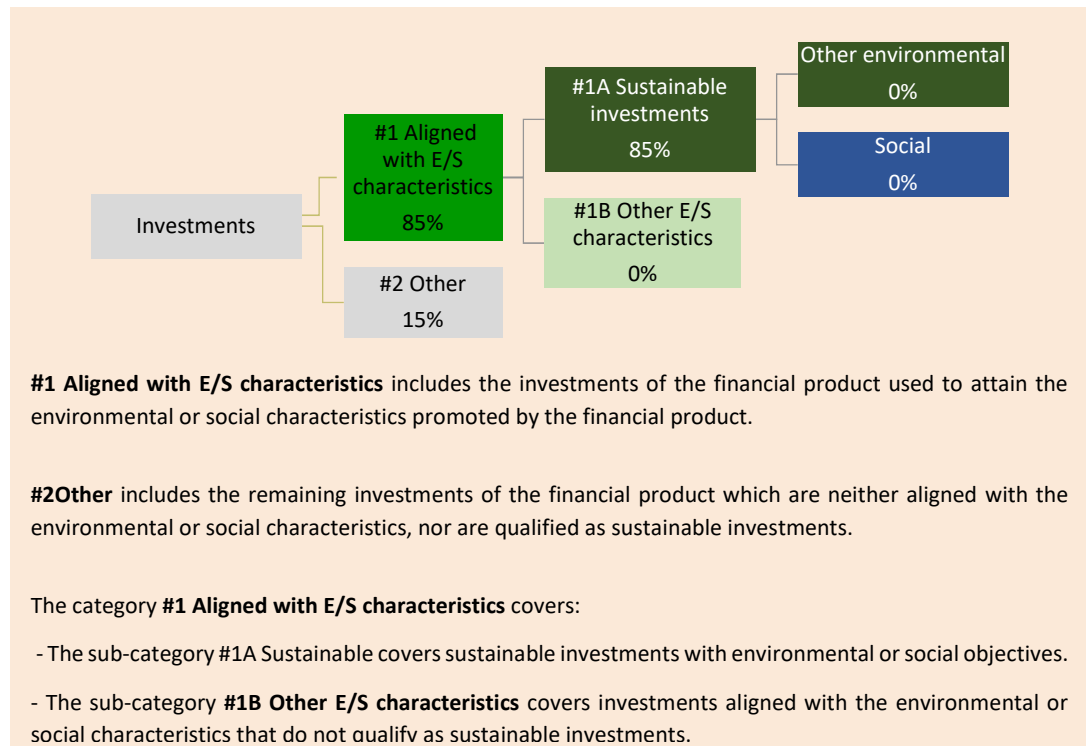 Other environmental
0%
#1A Sustainable
investments
85%
#1 Aligned
with E/S
characteristics
85%
Social
0%
Investments
#1B Other E/S
characteristics
0%
#2 Other
15%
#1 Aligned with E/S characteristics includes the investments of the financial product used to attain the
environmental or social characteristics promoted by the financial product.
#2Other includes the remaining investments of the financial product which are neither aligned with the
environmental or social characteristics, nor are qualified as sustainable investments.
The category #1 Aligned with E/S characteristics covers:
- The sub-category #1A Sustainable covers sustainable investments with environmental or social objectives.
- The sub-category #1B Other E/S characteristics covers investments aligned with the environmental or
social characteristics that do not qualify as sustainable investments.